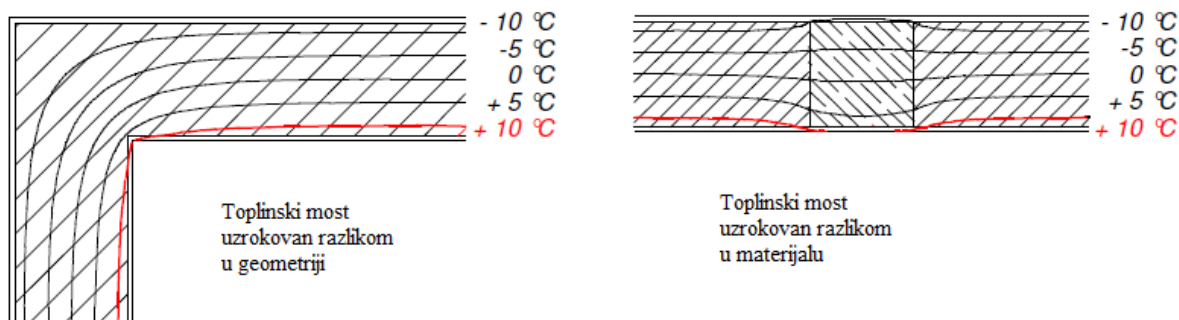 - 10 °C
-5 °C
0 °C
+ 5 °C
+ 10 °C
Toplinski most
uzrokovan razlikom
u geometriji
- 10 °C
-5 °C
0 °C
+ 5 °C
+ 10 °C
Toplinski most
uzrokovan razlikom
u materijalu